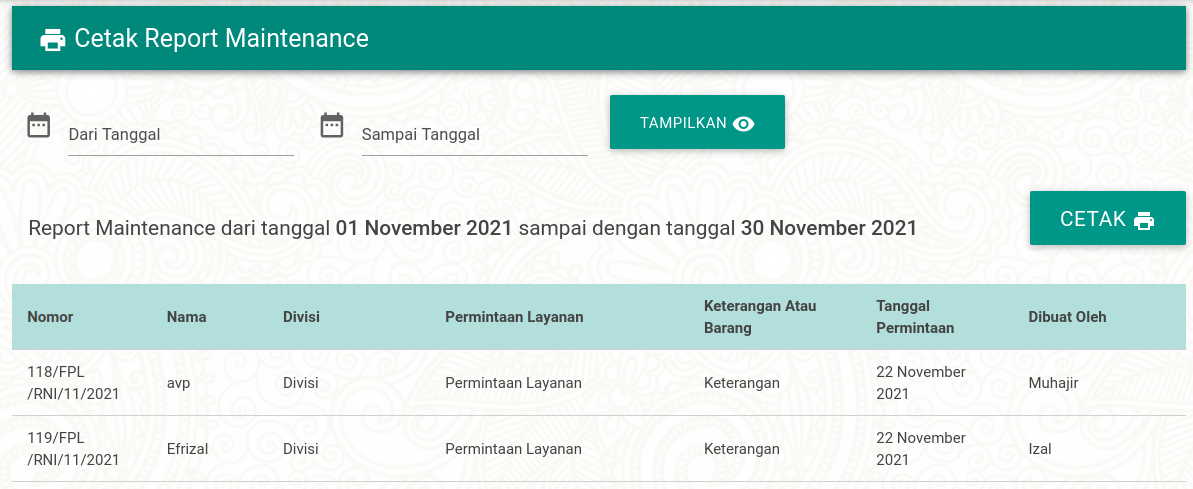 Cetak Report Maintenance
Dari Tanggal
Sampai Tanggal
TAMPILKAN
Report Maintenance dari tanggal 01 November 2021 sampai dengan tanggal 30 November 2021
CETAK
Nomor Nama Divisi Permintaan Layanan Keterangan Atau Barang Tanggal Permintaan Dibuat Oleh
118/FPL /RNI/11/2021 avp Divisi Permintaan Layanan Keterangan 22 November 2021 Muhajir
119/FPL /RNI/11/2021 Efrizal Divisi Permintaan Layanan Keterangan 22 November 2021 Izal